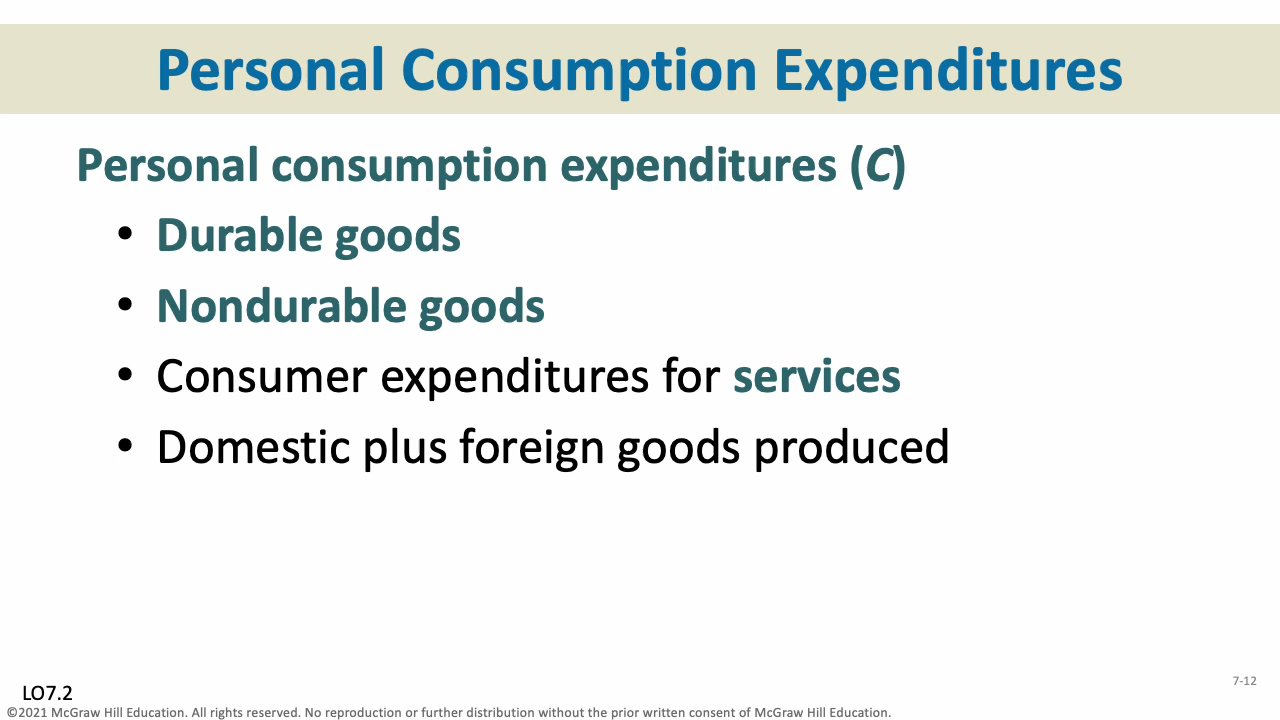 Personal Consumption Expenditures
Personal consumption expenditures (C)
• Durable goods
• Nondurable goods
• Consumer expenditures for services
• Domestic plus foreign goods produced
7-12
LO7.2
©2021 McGraw Hill Education. All rights reserved. No reproduction or further distribution without the prior written consent of McGraw Hill Education.